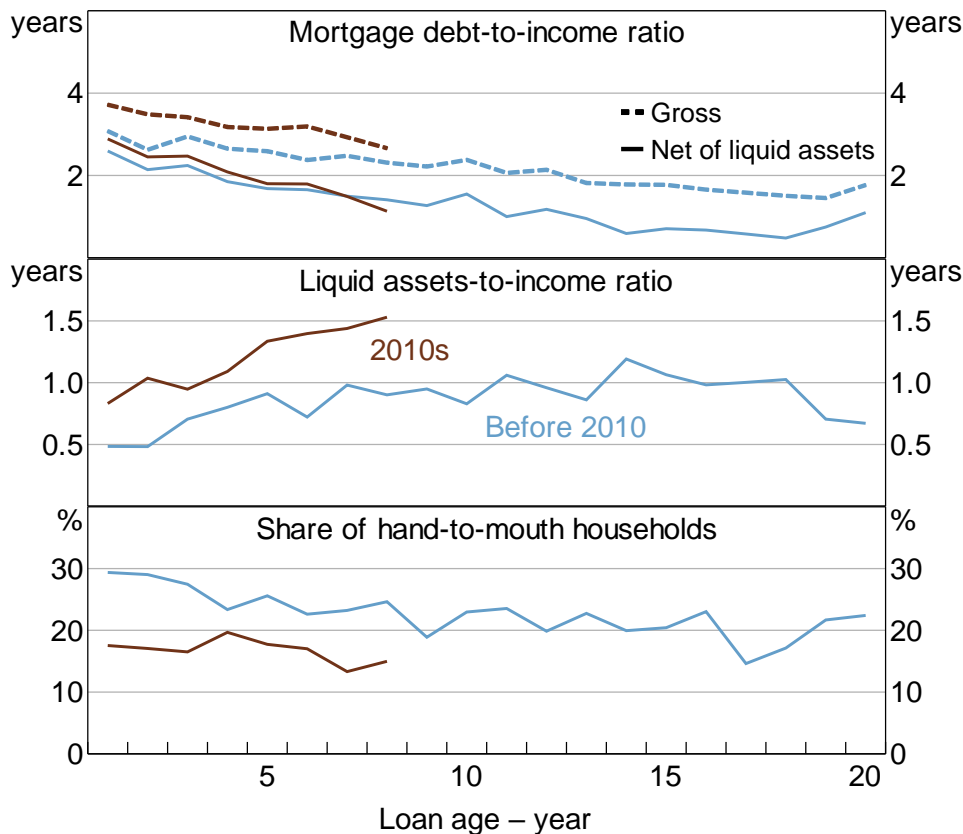 years
years
Mortgage debt-to-income ratio
4
4
Gross
Net of liquid assets
2
2
years
years
Liquid assets-to-income ratio
1.5
1.5
2010s
1.0
1.0
Before 2010
0.5
0.5
%
%
Share of hand-to-mouth households
30
30
20
20
10
10
0
0
5
10
15
20
Loan age – year